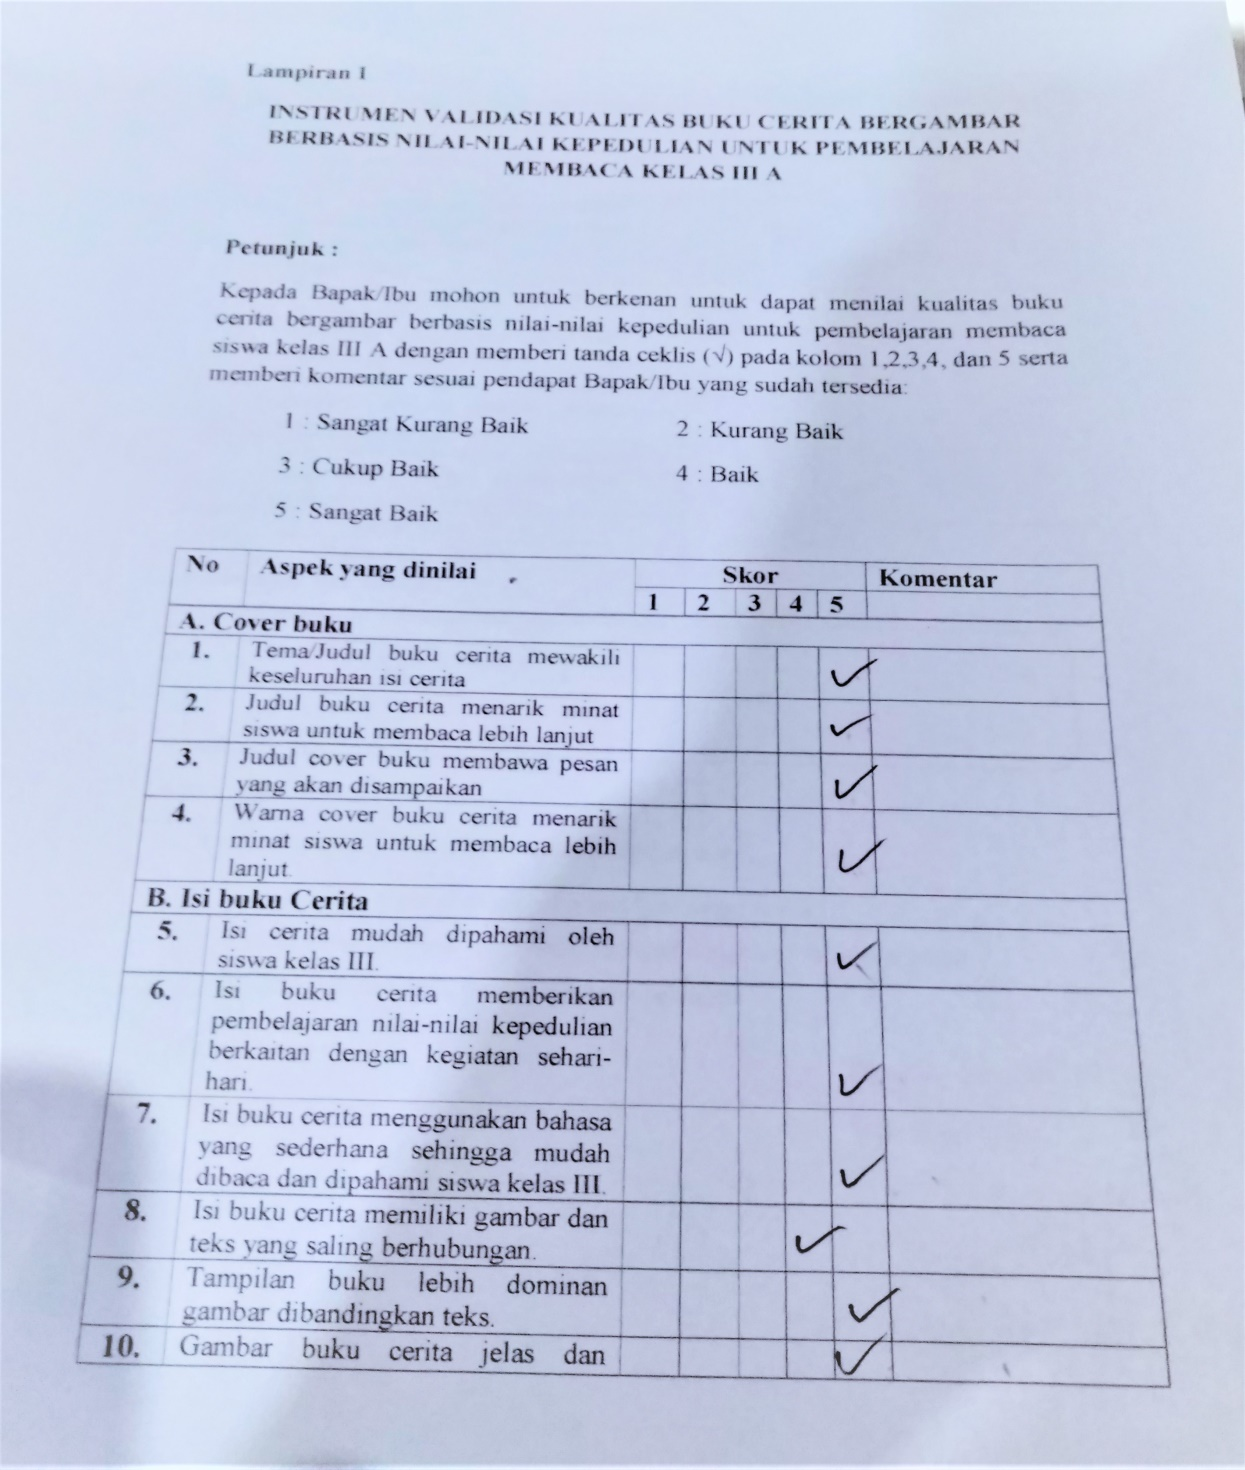 Lampiran I
INSTRUMEN VALIDASI KUALITAS BUKU CERITA BERGAMBAR
BERBASIS NILAI-NILAI KEPEDULIAN UNTUK PEMBELAJARAN
MEMBACA KELAS III A
Petunjuk :
Kepada Bapak/Ibu mohon untuk berkenan untuk dapat menilai kualitas buku
cerita bergambar berbasis nilai-nilai kepedulian untuk pembelajaran membaca
siswa kelas III A dengan memberi tanda ceklis (√) pada kolom 1,2,3,4, dan 5 serta
memberi komentar sesuai pendapat Bapak/Ibu yang sudah tersedia:
1 : Sangat Kurang Baik 2 : Kurang Baik
3 : Cukup Baik 4 : Baik
5 : Sangat Baik
No Aspek yang dinilai Skor Komentar
1 2 3 4 5
A. Cover buku
1. Tema/Judul buku cerita mewakili
keseluruhan isi cerita ✓
2. Judul buku cerita menarik minat
siswa untuk membaca lebih lanjut ✓
3. Judul cover buku membawa pesan
yang akan disampaikan ✓
4. Warna cover buku cerita menarik
minat siswa untuk membaca lebih ✓
lanjut.
B. Isi buku Cerita
5. Isi cerita mudah dipahami oleh
siswa kelas III. ✓
6. Isi buku cerita memberikan
pembelajaran nilai-nilai kepedulian
berkaitan dengan kegiatan sehari-
hari. ✓
7. Isi buku cerita menggunakan bahasa
yang sederhana sehingga mudah
dibaca dan dipahami siswa kelas III. ✓
8. Isi buku cerita memiliki gambar dan
teks yang saling berhubungan. ✓
9. Tampilan buku lebih dominan
gambar dibandingkan teks. ✓
10. Gambar buku cerita jelas dan ✓